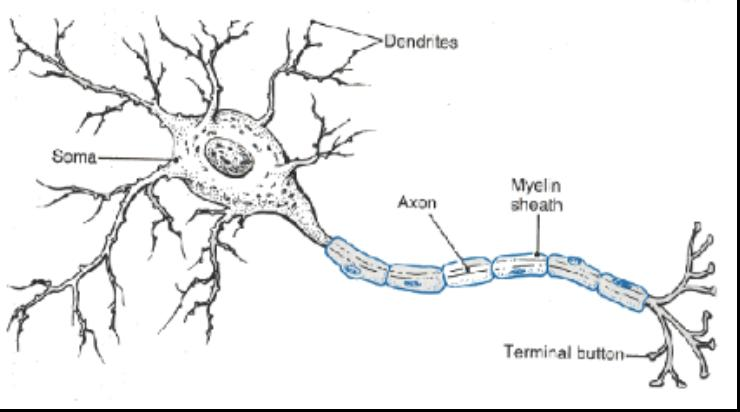 Dendrites
Soma
Axon
Myelin
sheath
Terminal button